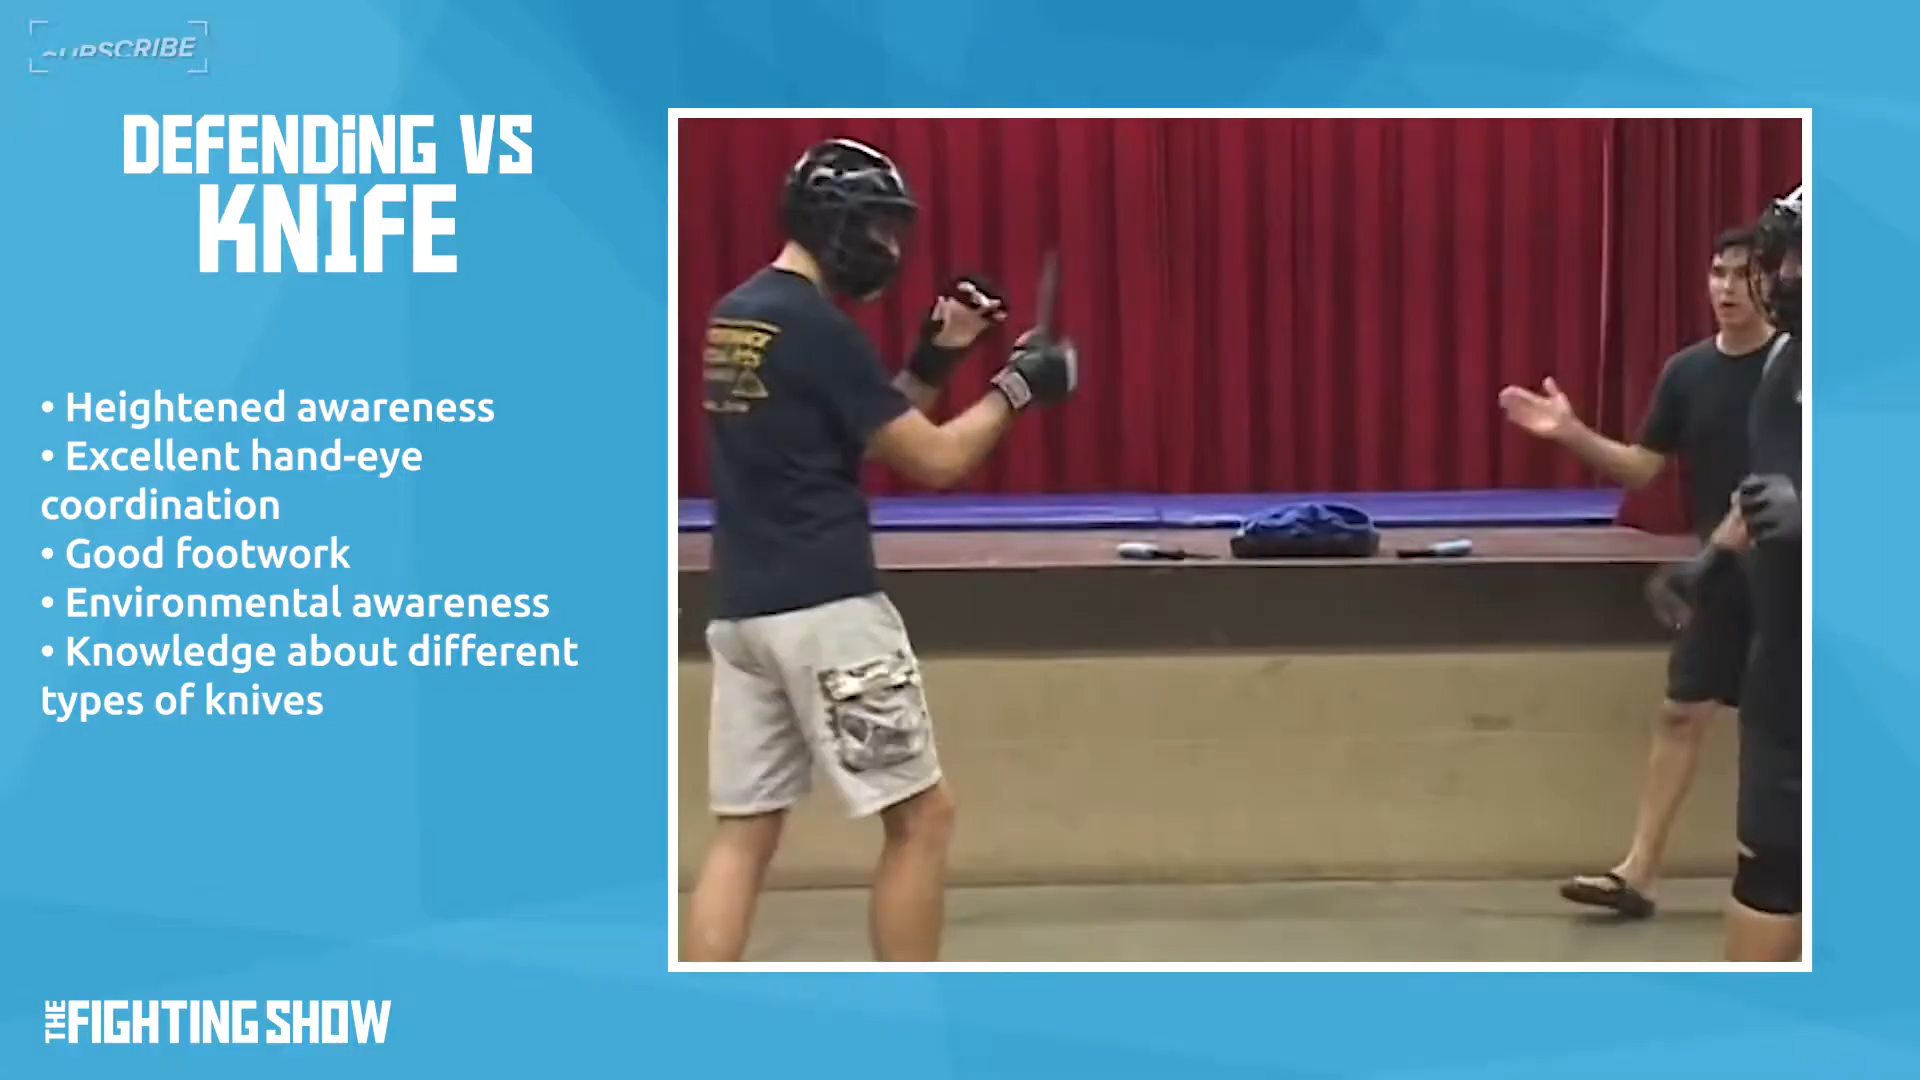 SUBSCRIBE
DEFENDING VS
KNIFE
• Heightened awareness
• Excellent hand-eye
coordination
• Good footwork
• Environmental awareness
• Knowledge about different
types of knives
THE FIGHTING SHOW